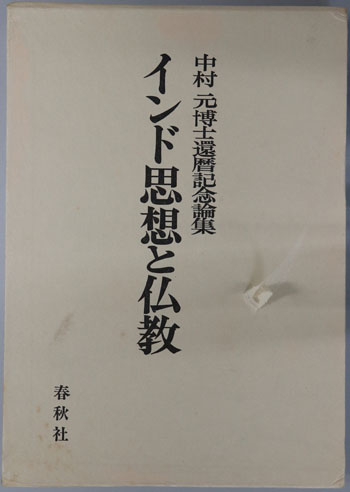 中村 元博士還暦記念論集
インド思想と仏教
春秋社